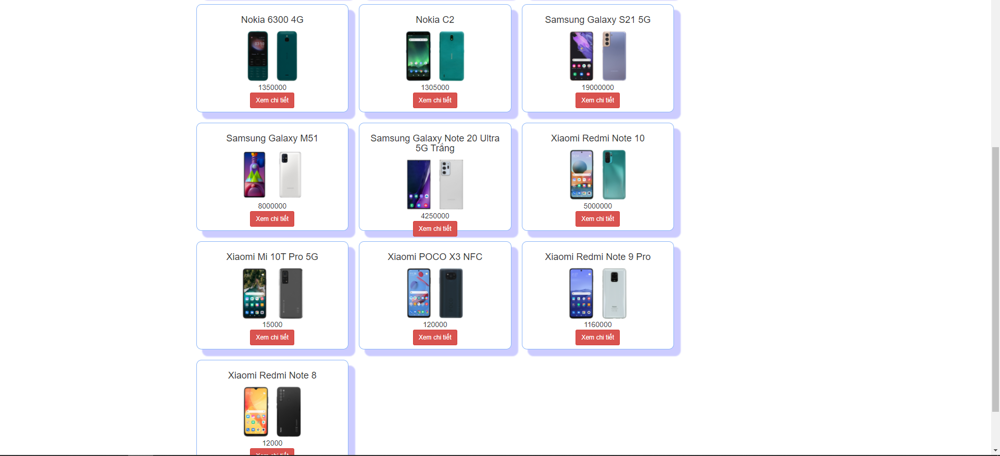 Nokia 6300 4G
1350000
Xem chi tiết
Nokia C2
1305000
Xem chi tiết
Samsung Galaxy S21 5G
19000000
Xem chi tiết
Samsung Galaxy M51
8000000
Xem chi tiết
Samsung Galaxy Note 20 Ultra
5G Trắng
4250000
Xem chi tiết
Xiaomi Redmi Note 10
5000000
Xem chi tiết
Xiaomi Mi 10T Pro 5G
15000
Xem chi tiết
Xiaomi POCO X3 NFC
120000
Xem chi tiết
Xiaomi Redmi Note 9 Pro
1160000
Xem chi tiết
Xiaomi Redmi Note 8
12000
Xem chi tiết